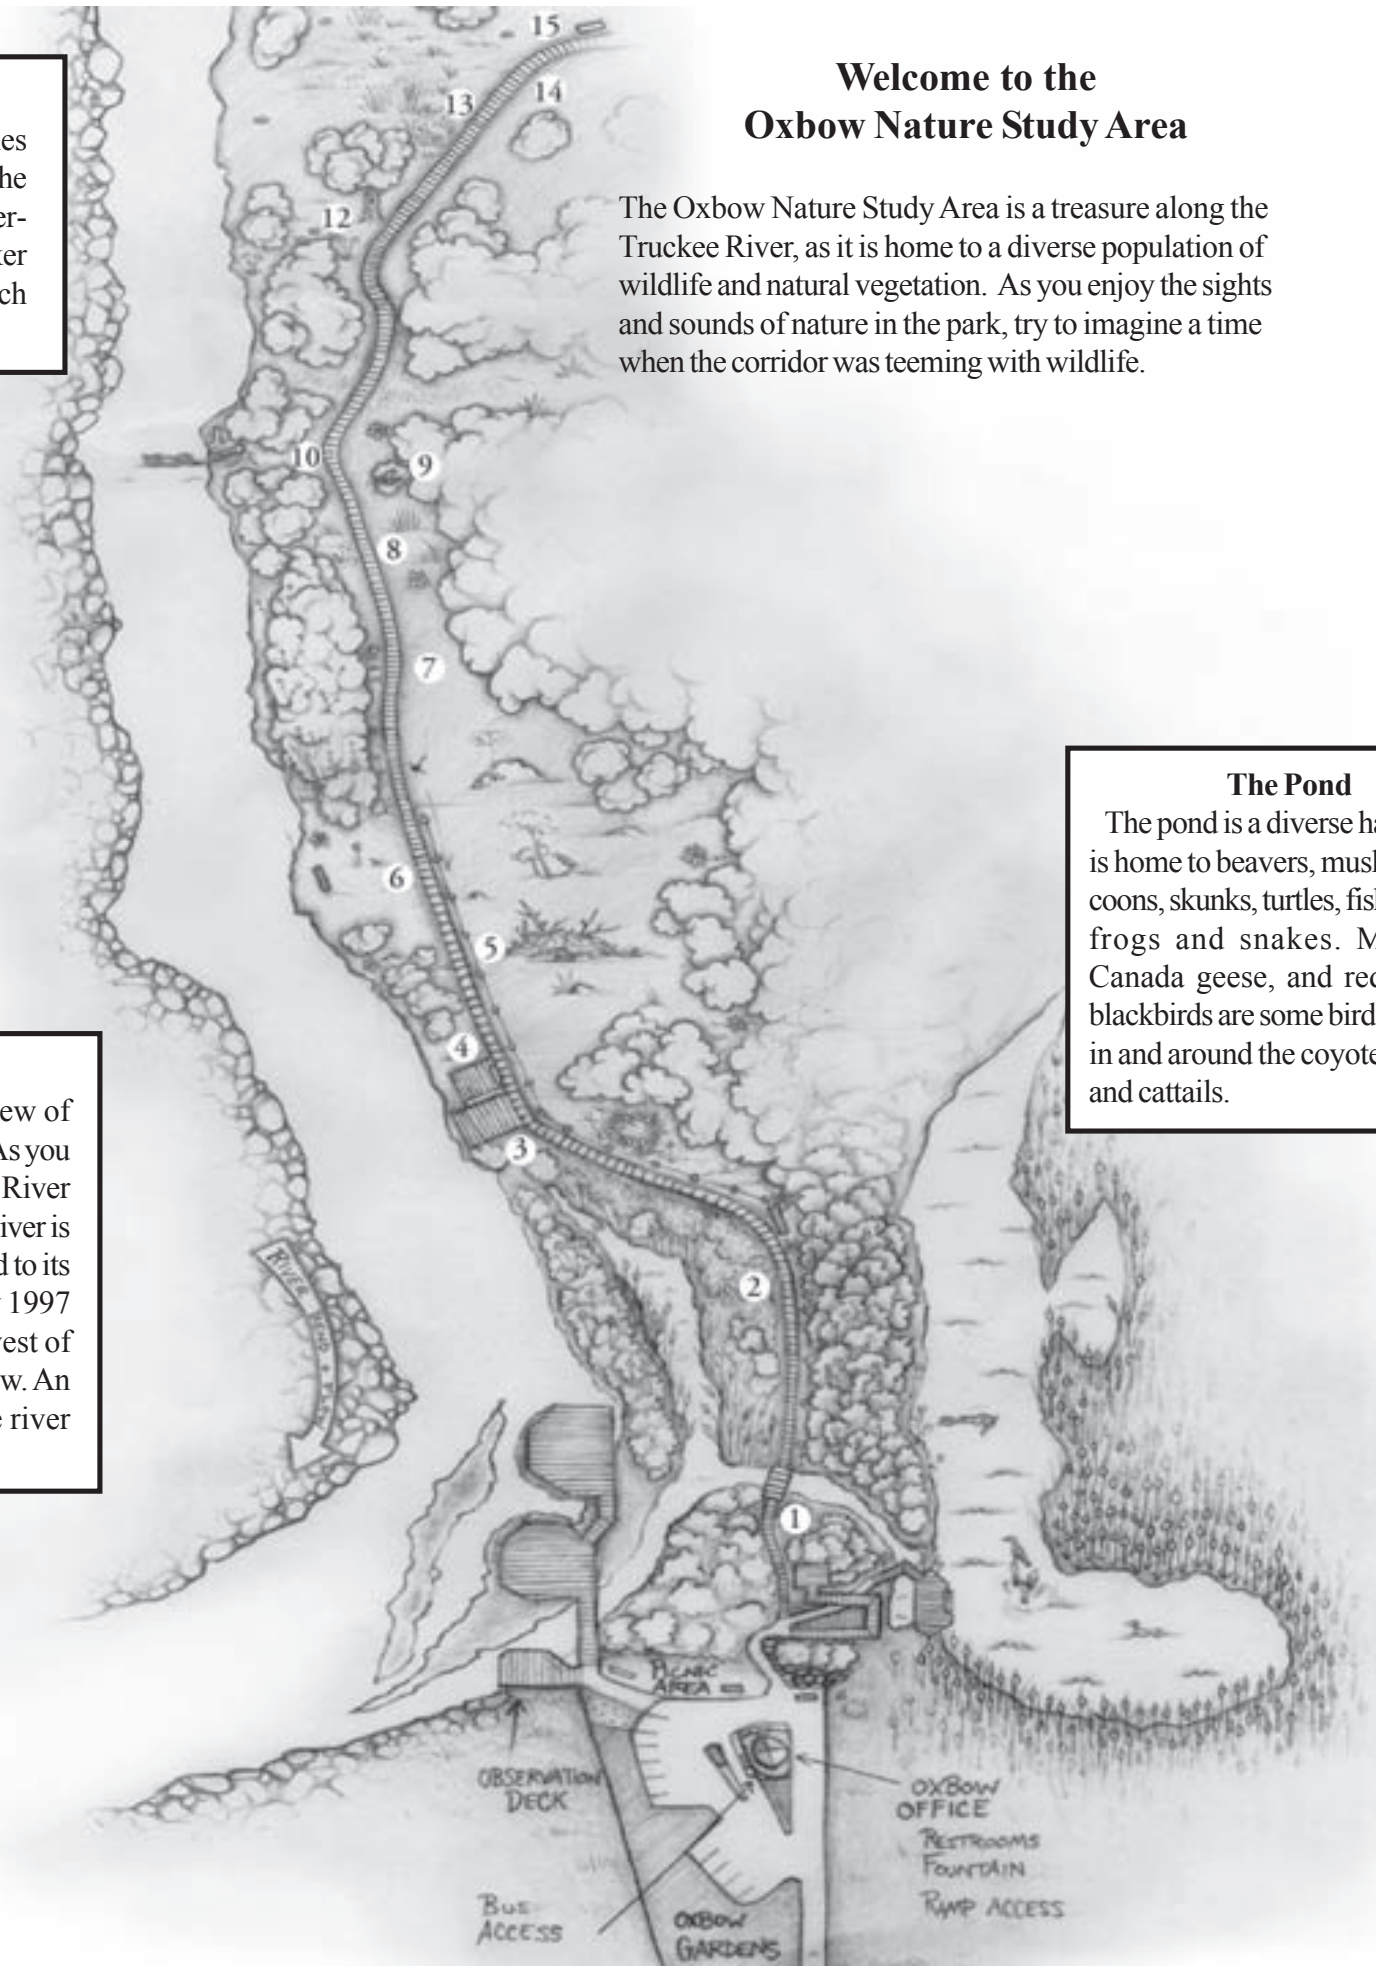 Welcome to the
Oxbow Nature Study Area
The Oxbow Nature Study Area is a treasure along the
Truckee River, as it is home to a diverse population of
wildlife and natural vegetation. As you enjoy the sights
and sounds of nature in the park, try to imagine a time
when the corridor was teeming with wildlife.
es
he
er-
ker
ch
15
14
13
12
10
9
8
7
6
5
4
3
2
1
The Pond
The pond is a diverse ha
is home to beavers, musk
coons, skunks, turtles, fish
frogs and snakes. M
Canada geese, and red
blackbirds are some bird
in and around the coyote
and cattails.
ew of
As you
River
iver is
d to its
1997
vest of
w. An
e river
RIVER
PICNIC
AREA
OBSERVATION
DECK
OXBOW
OFFICE
RESTROOMS
FOUNTAIN
RAMP ACCESS
BUS
ACCESS
OXBOW
GARDENS